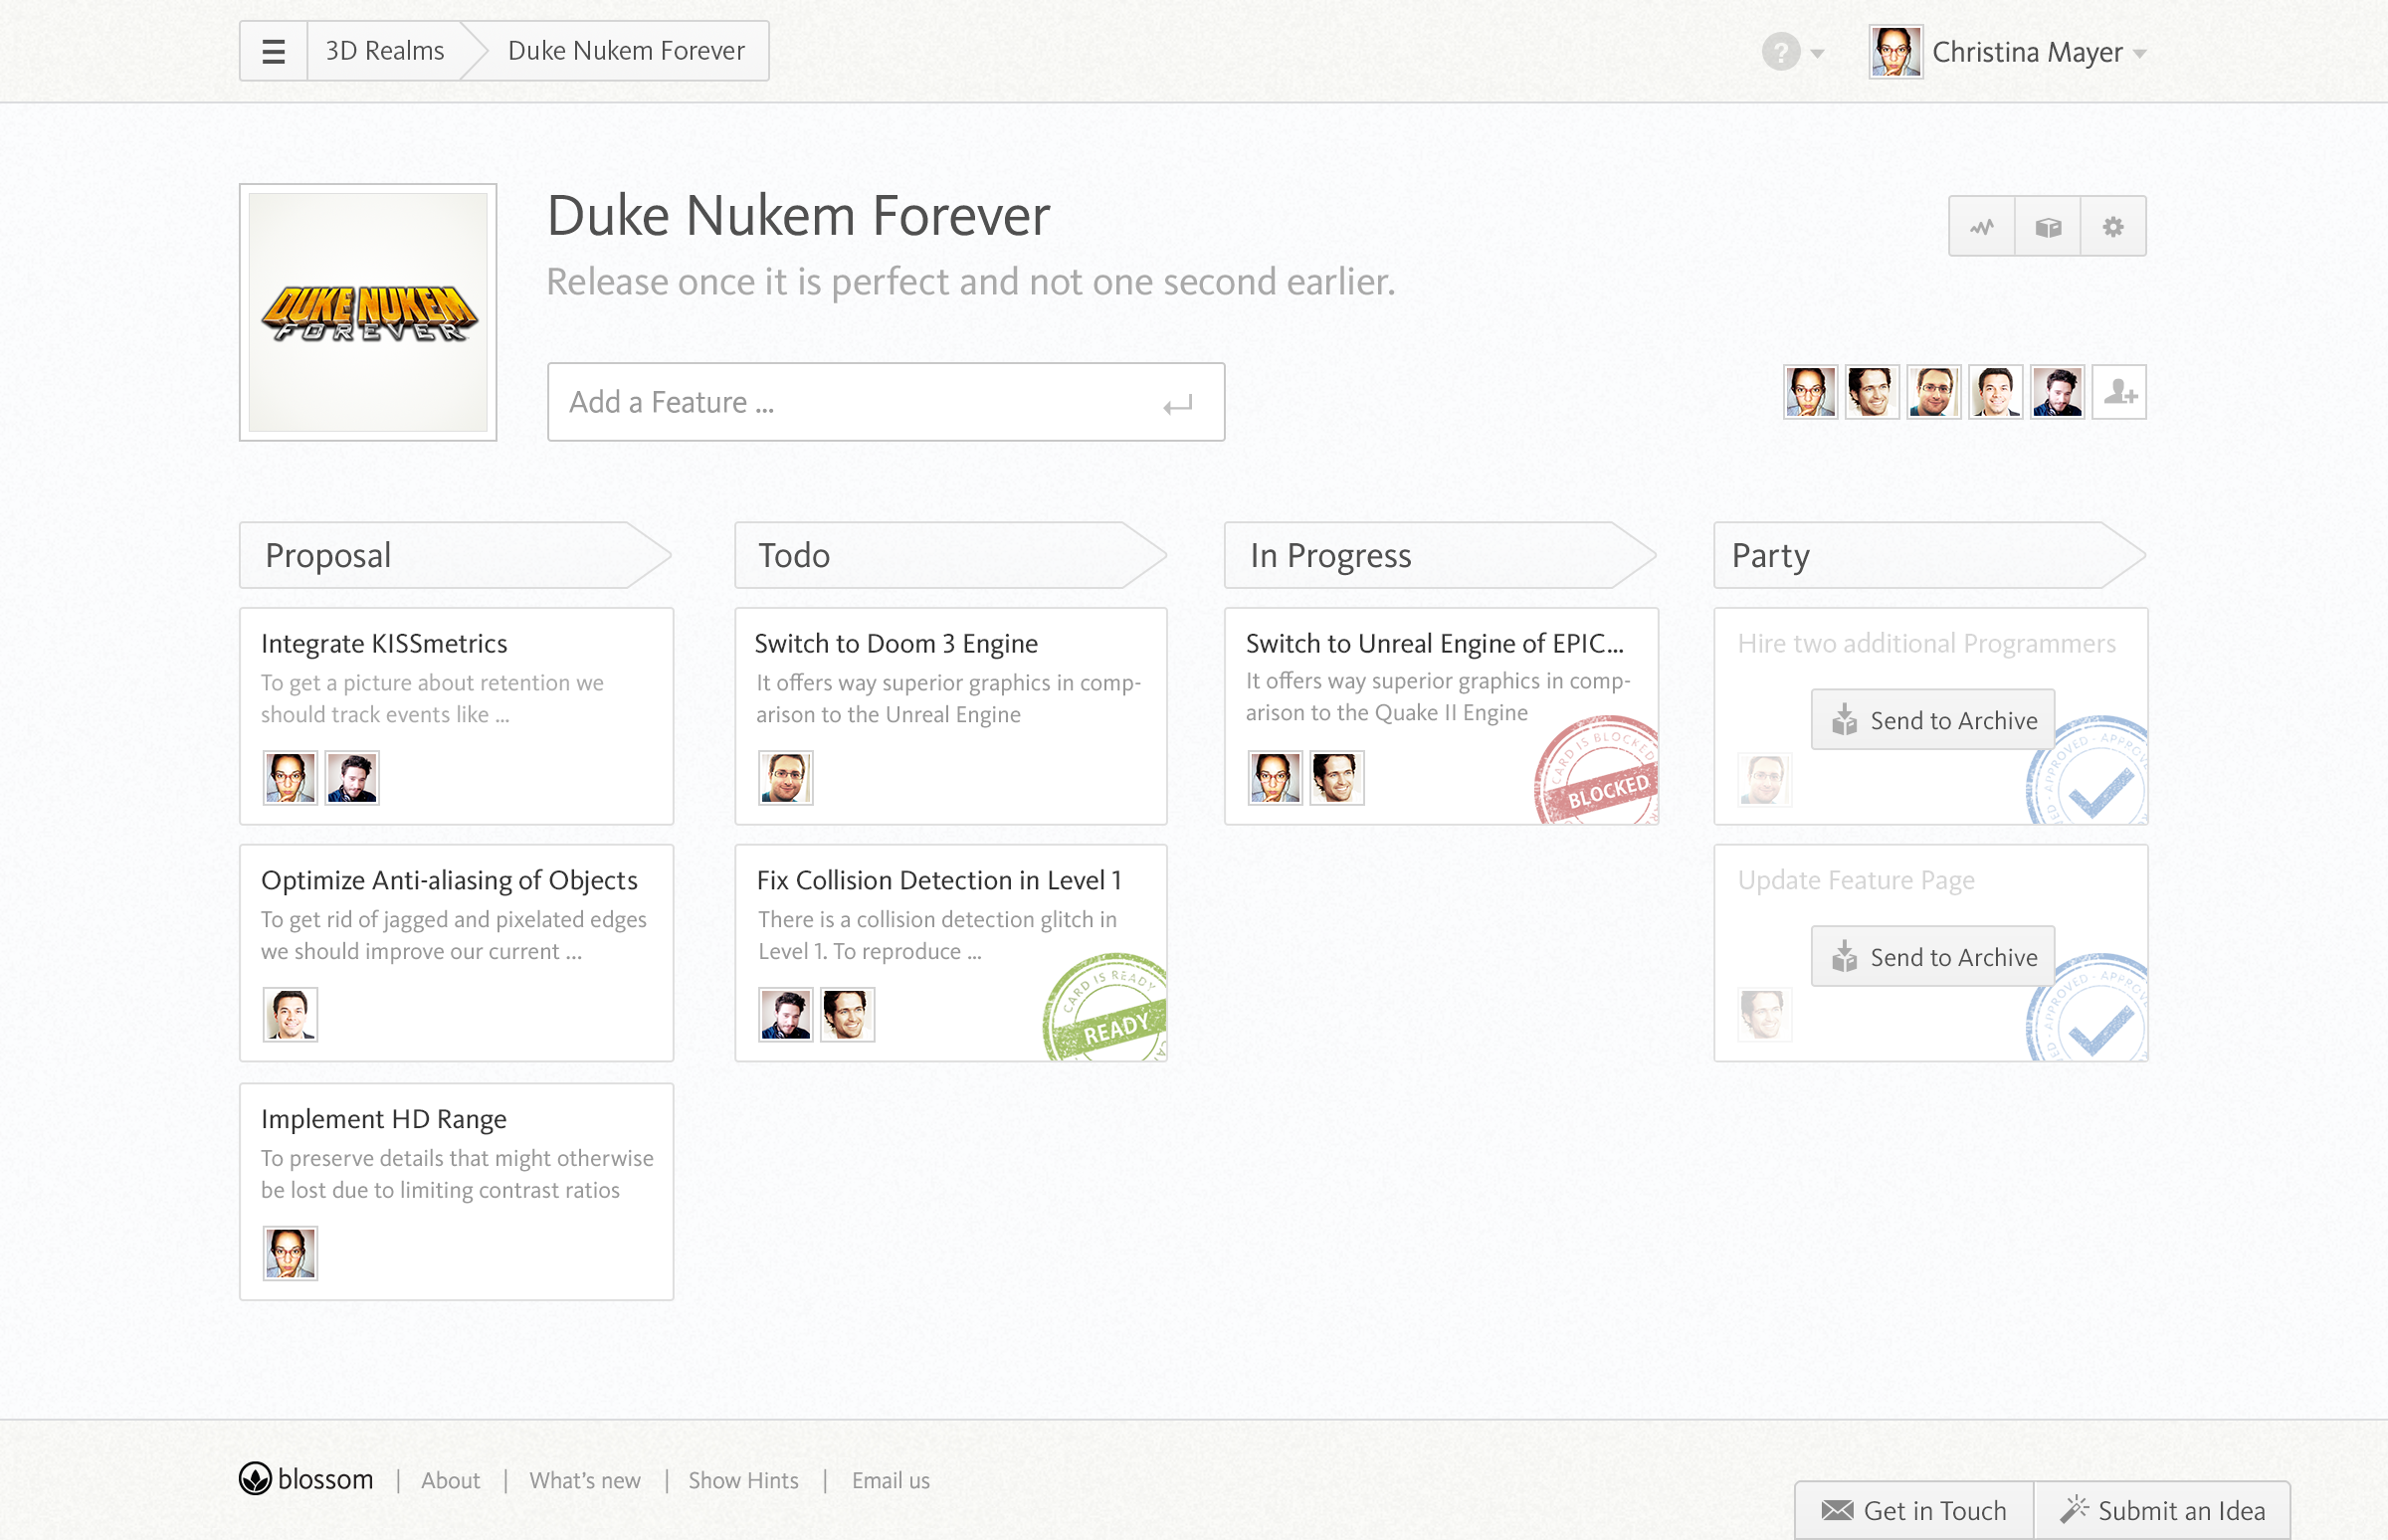 3D Realms
Duke Nukem Forever
?
Christina Mayer
DUKE NUKEM
FOREVER
Duke Nukem Forever
Release once it is perfect and not one second earlier.
Add a Feature ...
Proposal
Integrate KISSmetrics
To get a picture about retention we
should track events like ...
Optimize Anti-aliasing of Objects
To get rid of jagged and pixelated edges
we should improve our current ...
Implement HD Range
To preserve details that might otherwise
be lost due to limiting contrast ratios
Todo
Switch to Doom 3 Engine
It offers way superior graphics in comp-
arison to the Unreal Engine
Fix Collision Detection in Level 1
There is a collision detection glitch in
Level 1. To reproduce ...
CARD IS READY
READY
In Progress
Switch to Unreal Engine of EPIC...
It offers way superior graphics in comp-
arison to the Quake II Engine
CARD IS BLOCKED
BLOCKED
Party
Hire two additional Programmers
Send to Archive
APPROVED
Update Feature Page
Send to Archive
APPROVED
blossom | About | What's new | Show Hints | Email us
Get in Touch
Submit an Idea